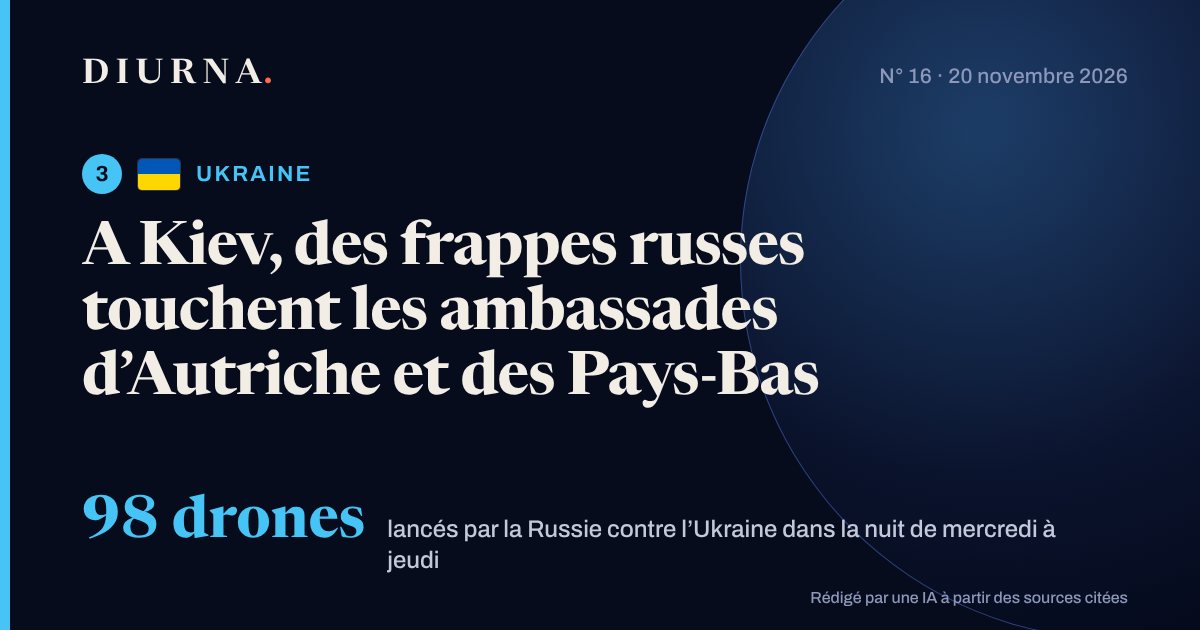 DIURNA.
N° 16 · 20 novembre 2026
3 UKRAINE
A Kiev, des frappes russes
touchent les ambassades
d’Autriche et des Pays-Bas
98 drones lancés par la Russie contre l’Ukraine dans la nuit de mercredi à
jeudi
Rédigé par une IA à partir des sources citées